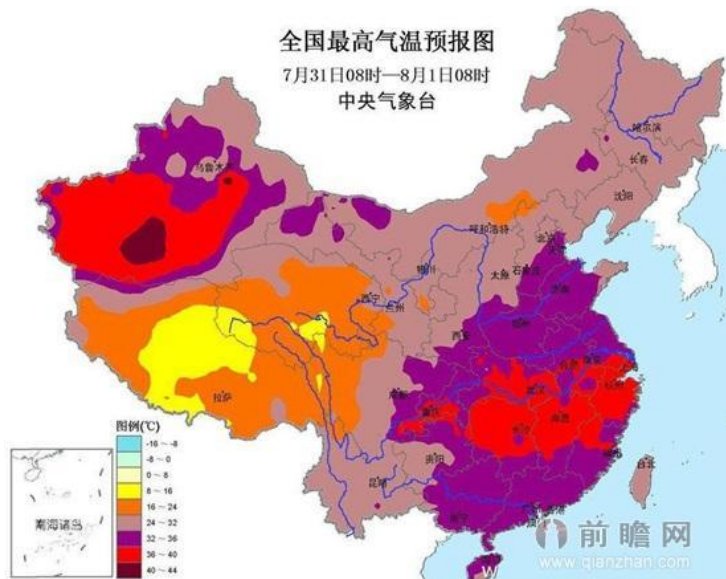 全国最高气温预报图
7月31日08时—8月1日08时
中央气象台
哈尔滨
长春
沈阳
乌鲁木齐
呼和浩特
北京
天津
银川
太原
石家庄
济南
西宁
兰州
郑州
西安
合肥
南京
上海
武汉
杭州
拉萨
成都
重庆
长沙
南昌
贵阳
福州
台北
昆明
南宁
香港
图例(℃)
-16 ~ -8
-8 ~ 0
0 ~ 8
8 ~ 16
16 ~ 24
24 ~ 32
32 ~ 36
36 ~ 40
40 ~ 44
南海诸岛
前瞻网
www.qianzhan.com